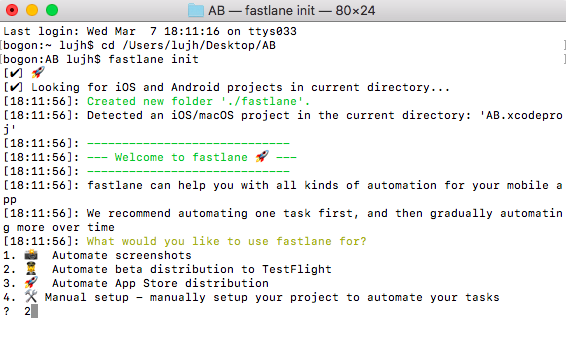 AB — fastlane init — 80×24
Last login: Wed Mar  7 18:11:16 on ttys033
[bogon:~ lujh$ cd /Users/lujh/Desktop/AB ]
[bogon:AB lujh$ fastlane init ]
[✔] 🚀
[✔] Looking for iOS and Android projects in current directory...
[18:11:56]: Created new folder './fastlane'.
[18:11:56]: Detected an iOS/macOS project in the current directory: 'AB.xcodepro
j'
[18:11:56]: -----------------------------
[18:11:56]: --- Welcome to fastlane 🚀 ---
[18:11:56]: -----------------------------
[18:11:56]: fastlane can help you with all kinds of automation for your mobile a
pp
[18:11:56]: We recommend automating one task first, and then gradually automatin
g more over time
[18:11:56]: What would you like to use fastlane for?
1. 📸  Automate screenshots
2. 👩‍✈️  Automate beta distribution to TestFlight
3. 🚀  Automate App Store distribution
4. 🛠 Manual setup - manually setup your project to automate your tasks
?  2